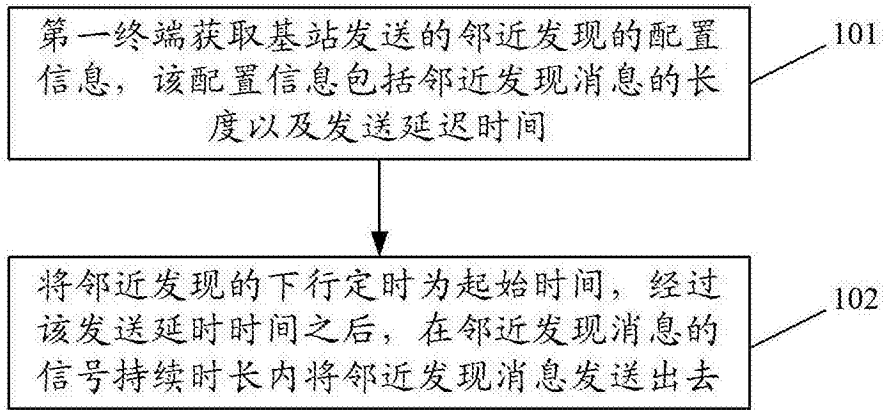 第一终端获取基站发送的邻近发现的配置
信息，该配置信息包括邻近发现消息的长
度以及发送延迟时间
101
将邻近发现的下行定时为起始时间，经过
该发送延时时间之后，在邻近发现消息的
信号持续时长内将邻近发现消息发送出去
102